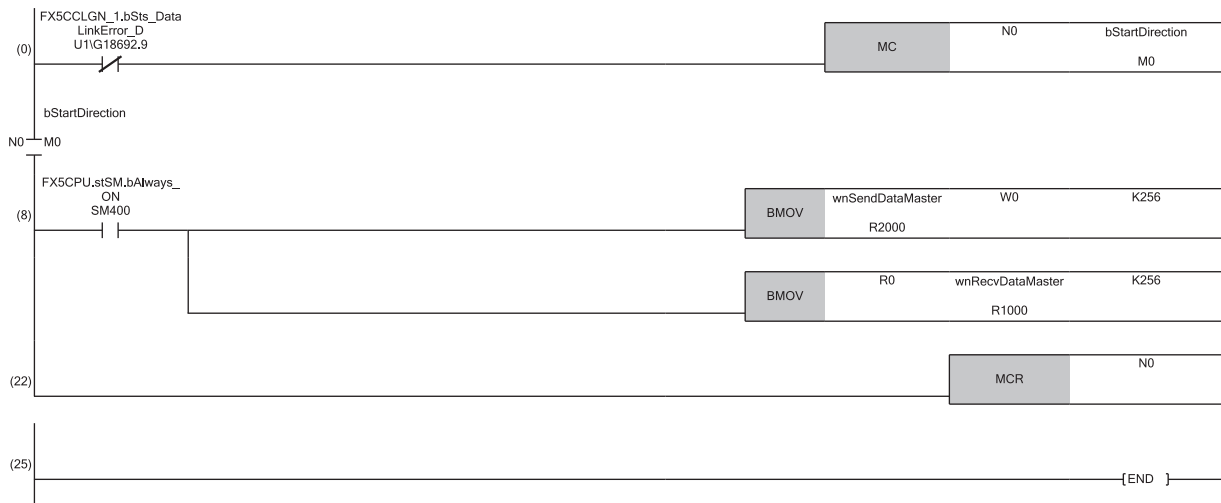 FX5CCLGN_1.bSts_Data
LinkError_D
U1\G18692.9
(0)
MC N0 bStartDirection
M0
bStartDirection
N0 M0
FX5CPU.stSM.bAlways_
ON
SM400
(8)
BMOV wnSendDataMaster W0 K256
R2000
BMOV R0 wnRecvDataMaster K256
R1000
(22)
MCR N0
(25)
[END ]